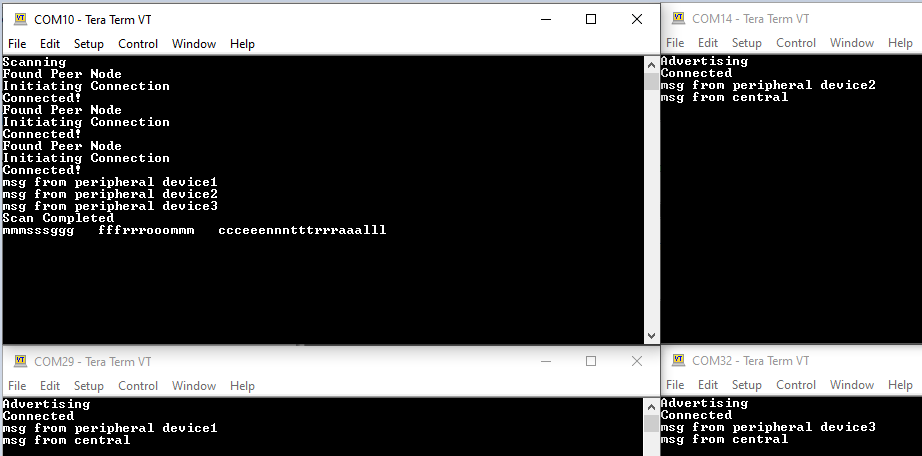 COM10 - Tera Term VT
File Edit Setup Control Window Help
Scanning
Found Peer Node
Initiating Connection
Connected!
Found Peer Node
Initiating Connection
Connected!
Found Peer Node
Initiating Connection
Connected!
msg from peripheral device1
msg from peripheral device2
msg from peripheral device3
Scan Completed
mmmsssggg   fffrrrooommm   ccceeennntttrrraaalll
COM14 - Tera Term VT
File Edit Setup Control Window Help
Advertising
Connected
msg from peripheral device2
msg from central
COM29 - Tera Term VT
File Edit Setup Control Window Help
Advertising
Connected
msg from peripheral device1
msg from central
COM32 - Tera Term VT
File Edit Setup Control Window Help
Advertising
Connected
msg from peripheral device3
msg from central